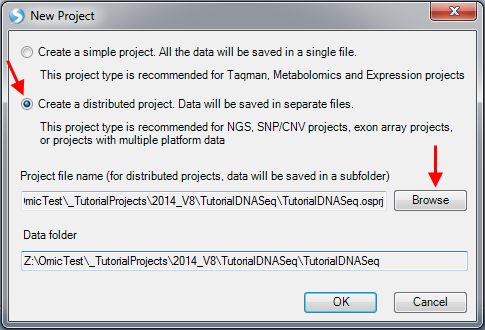 New Project
Create a simple project. All the data will be saved in a single file.
This project type is recommended for Taqman, Metabolomics and Expression projects
Create a distributed project. Data will be saved in separate files.
This project type is recommended for NGS, SNP/CNV projects, exon array projects,
or projects with multiple platform data
Project file name (for distributed projects, data will be saved in a subfolder)
micTest\_TutorialProjects\2014_V8\TutorialDNASeq\TutorialDNASeq.osprj
Browse
Data folder
Z:\OmicTest\_TutorialProjects\2014_V8\TutorialDNASeq\TutorialDNASeq
OK
Cancel